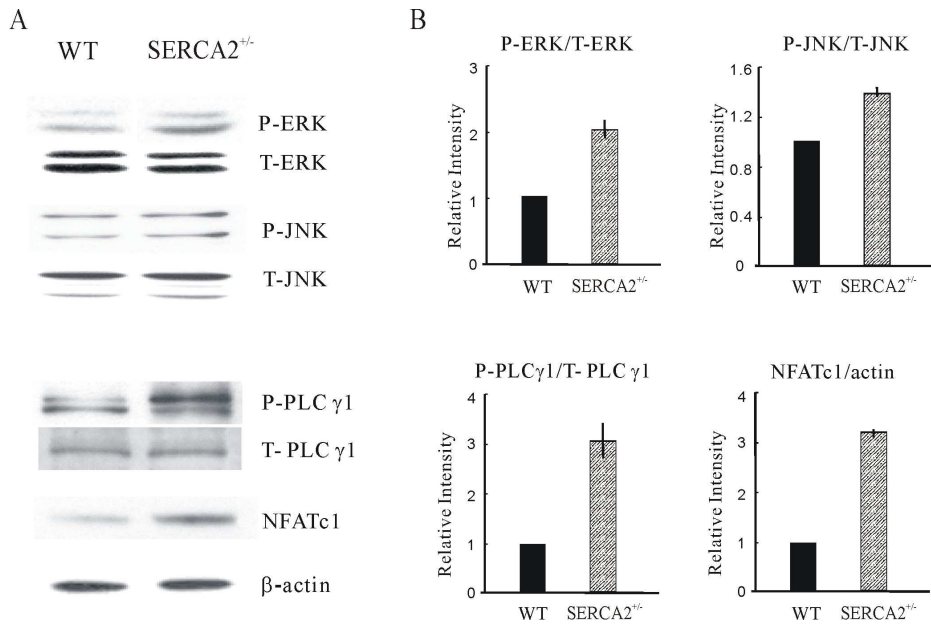 A
WT SERCA2+/-
P-ERK
T-ERK
P-JNK
T-JNK
P-PLC γ1
T- PLC γ1
NFATc1
β-actin
B
P-ERK/T-ERK
Relative Intensity
3
2
1
0
WT SERCA2+/-
P-JNK/T-JNK
Relative Intensity
1.6
1.2
0.8
0.4
0
WT SERCA2+/-
P-PLCγ1/T- PLC γ1
Relative Intensity
4
3
2
1
0
WT SERCA2+/-
NFATc1/actin
Relative Intensity
4
3
2
1
0
WT SERCA2+/-